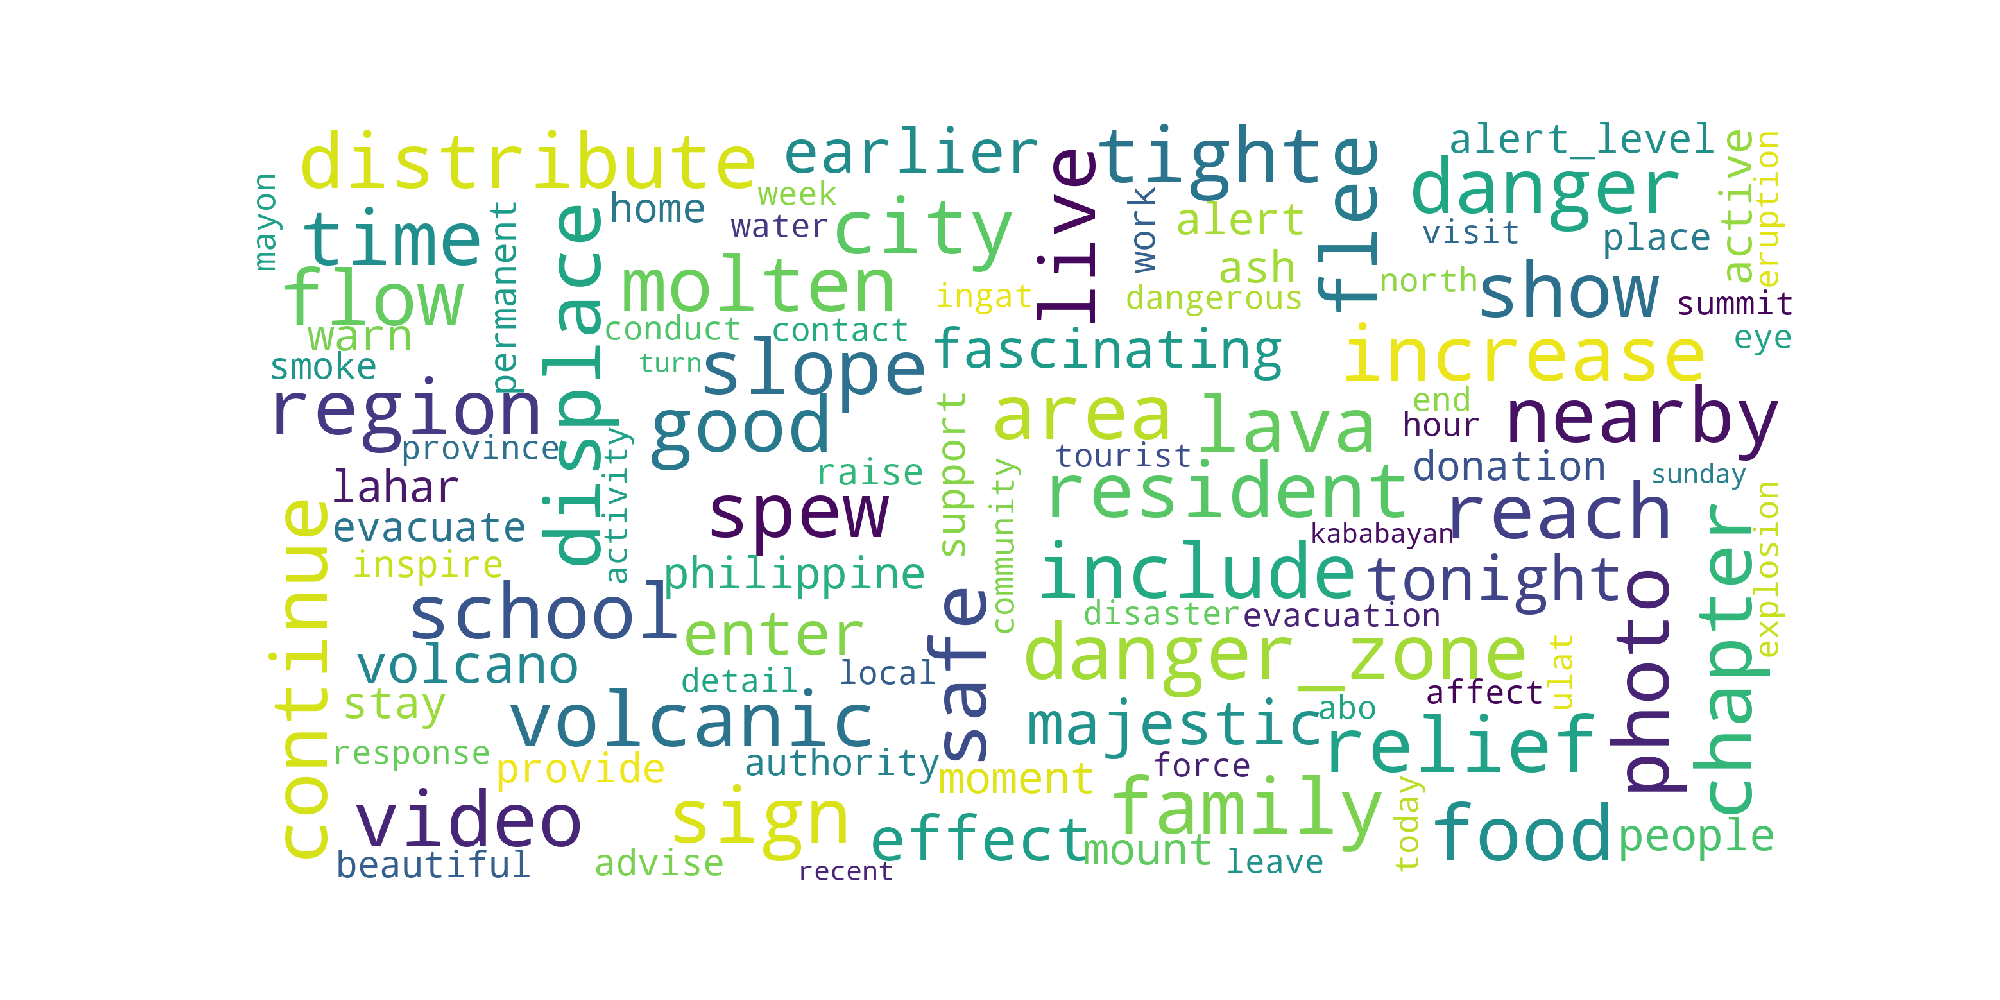 distribute
earlier
live
tighte
flee
alert_level
danger
active
eruption
mayon
time
permanent
displace
home
week
water
city
work
alert
visit
place
flow
molten
ingat
ash
dangerous
north
show
summit
warn
conduct
contact
fascinating
increase
eye
smoke
turn
slope
region
good
support
area
lava
end
hour
nearby
province
activity
tourist
donation
sunday
lahar
raise
resident
reach
evacuate
spew
community
kababayan
explosion
continue
inspire
philippine
include
tonight
photo
chapter
school
enter
safe
disaster
evacuation
volcano
detail
local
danger_zone
affect
ulat
stay
volcanic
majestic
abo
relief
response
provide
authority
moment
force
video
sign
effect
family
today
food
people
beautiful
advise
recent
mount
leave